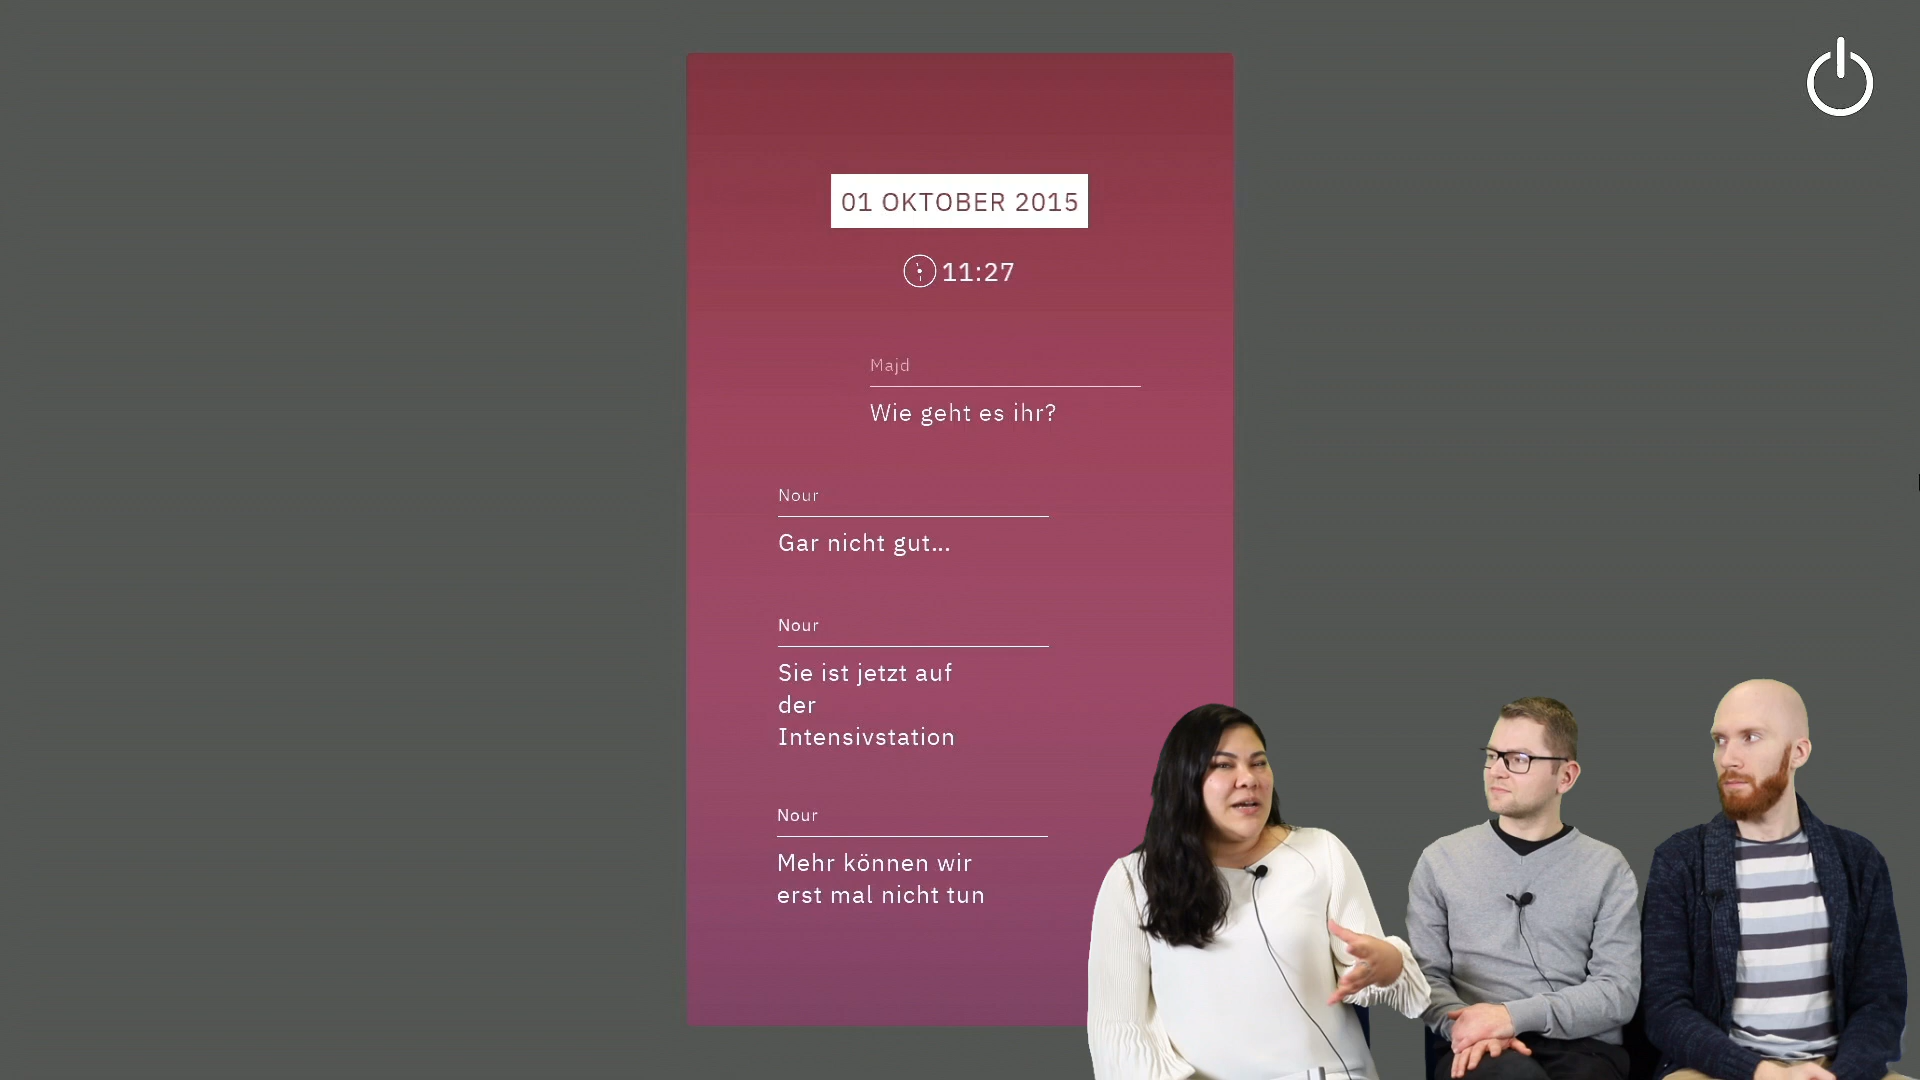 01 OKTOBER 2015
11:27
Majd
Wie geht es ihr?
Nour
Gar nicht gut...
Nour
Sie ist jetzt auf
der
Intensivstation
Nour
Mehr können wir
erst mal nicht tun